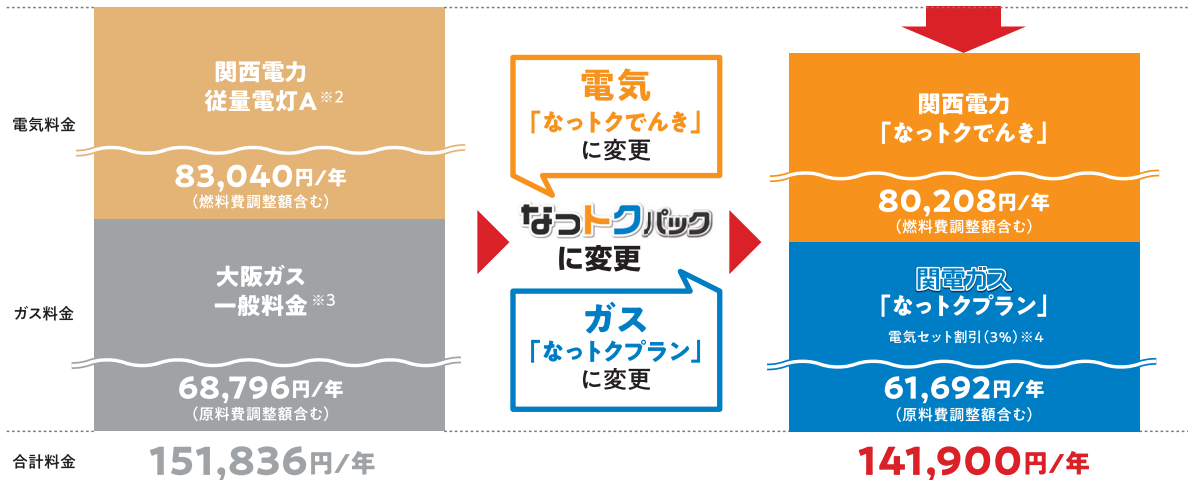 電気料金
関西電力
従量電灯A※2
83,040円/年
(燃料費調整額含む)
ガス料金
大阪ガス
一般料金※3
68,796円/年
(原料費調整額含む)
合計料金
151,836円/年
電気
「なっトクでんき」
に変更
なっトクパック
に変更
ガス
「なっトクプラン」
に変更
関西電力
「なっトクでんき」
80,208円/年
(燃料費調整額含む)
関電ガス
「なっトクプラン」
電気セット割引(3%)※4
61,692円/年
(原料費調整額含む)
141,900円/年